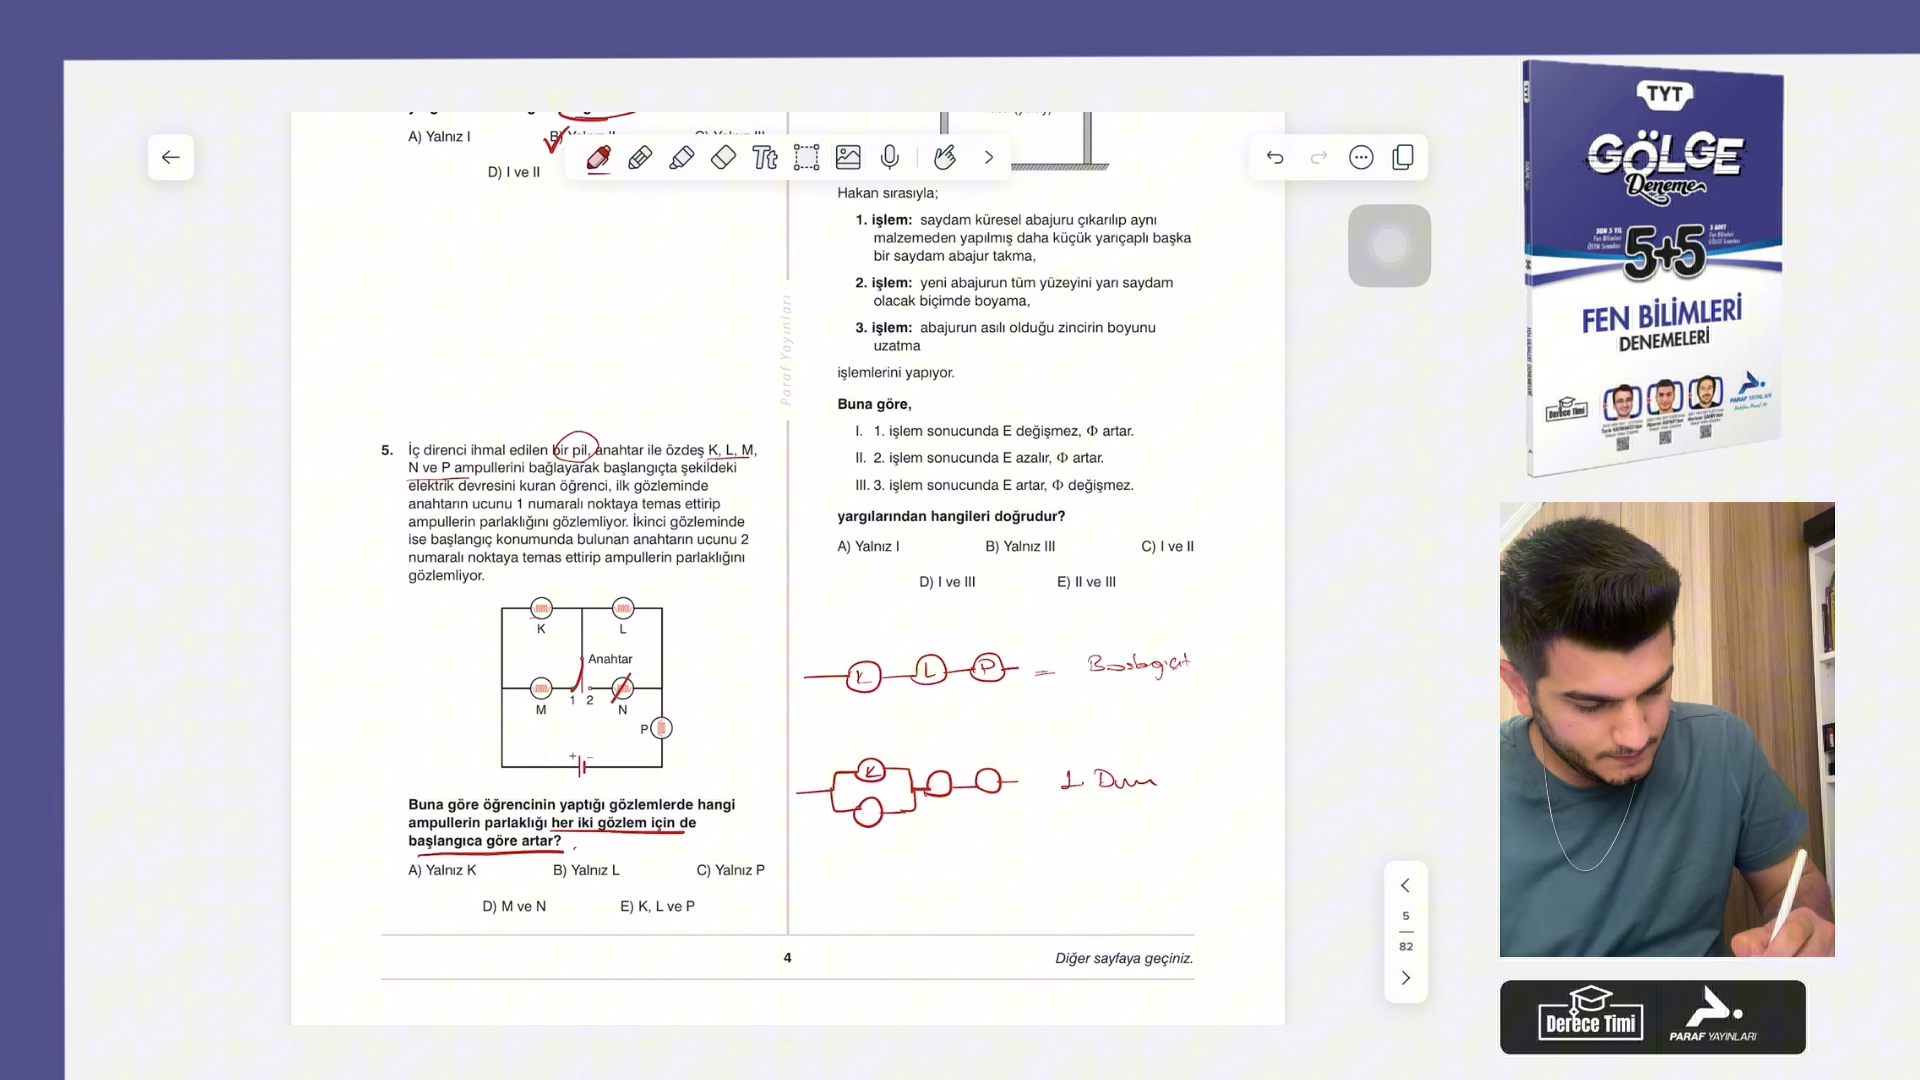 A) Yalnız I
D) I ve II
5. İç direnci ihmal edilen bir pil, anahtar ile özdeş K, L, M,
N ve P ampullerini bağlayarak başlangıçta şekildeki
elektrik devresini kuran öğrenci, ilk gözleminde
anahtarın ucunu 1 numaralı noktaya temas ettirip
ampullerin parlaklığını gözlemliyor. İkinci gözleminde
ise başlangıç konumunda bulunan anahtarın ucunu 2
numaralı noktaya temas ettirip ampullerin parlaklığını
gözlemliyor.
K
L
Anahtar
M
1
2
N
P
+
-
Buna göre öğrencinin yaptığı gözlemlerde hangi
ampullerin parlaklığı her iki gözlem için de
başlangıca göre artar?
A) Yalnız K B) Yalnız L C) Yalnız P
D) M ve N E) K, L ve P
Paraf Yayınları
Hakan sırasıyla;
1. işlem: saydam küresel abajuru çıkarılıp aynı
malzemeden yapılmış daha küçük yarıçaplı başka
bir saydam abajur takma,
2. işlem: yeni abajurun tüm yüzeyini yarı saydam
olacak biçimde boyama,
3. işlem: abajurun asılı olduğu zincirin boyunu
uzatma
işlemlerini yapıyor.
Buna göre,
I. 1. işlem sonucunda E değişmez, Φ artar.
II. 2. işlem sonucunda E azalır, Φ artar.
III. 3. işlem sonucunda E artar, Φ değişmez.
yargılarından hangileri doğrudur?
A) Yalnız I B) Yalnız III C) I ve II
D) I ve III E) II ve III
K L P =
K
4
Diğer sayfaya geçiniz.
Tt
5
82
TYT
GÖLGE
Deneme
5+5
SON 5 YIL
5 ADET
FEN BİLİMLERİ
DENEMELERİ
Derece Timi
PARAF YAYINLARI
Derece Timi
PARAF YAYINLARI